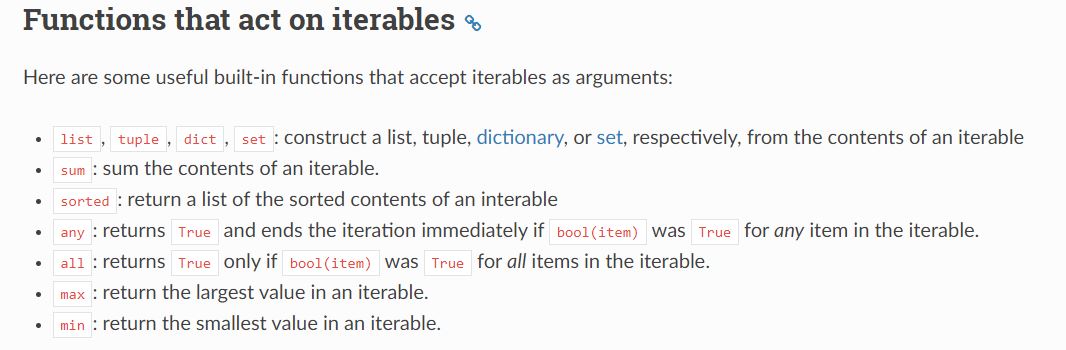 Functions that act on iterables
Here are some useful built-in functions that accept iterables as arguments:
• list, tuple, dict, set: construct a list, tuple, dictionary, or set, respectively, from the contents of an iterable
• sum: sum the contents of an iterable.
• sorted: return a list of the sorted contents of an interable
• any: returns True and ends the iteration immediately if bool(item) was True for any item in the iterable.
• all: returns True only if bool(item) was True for all items in the iterable.
• max: return the largest value in an iterable.
• min: return the smallest value in an iterable.